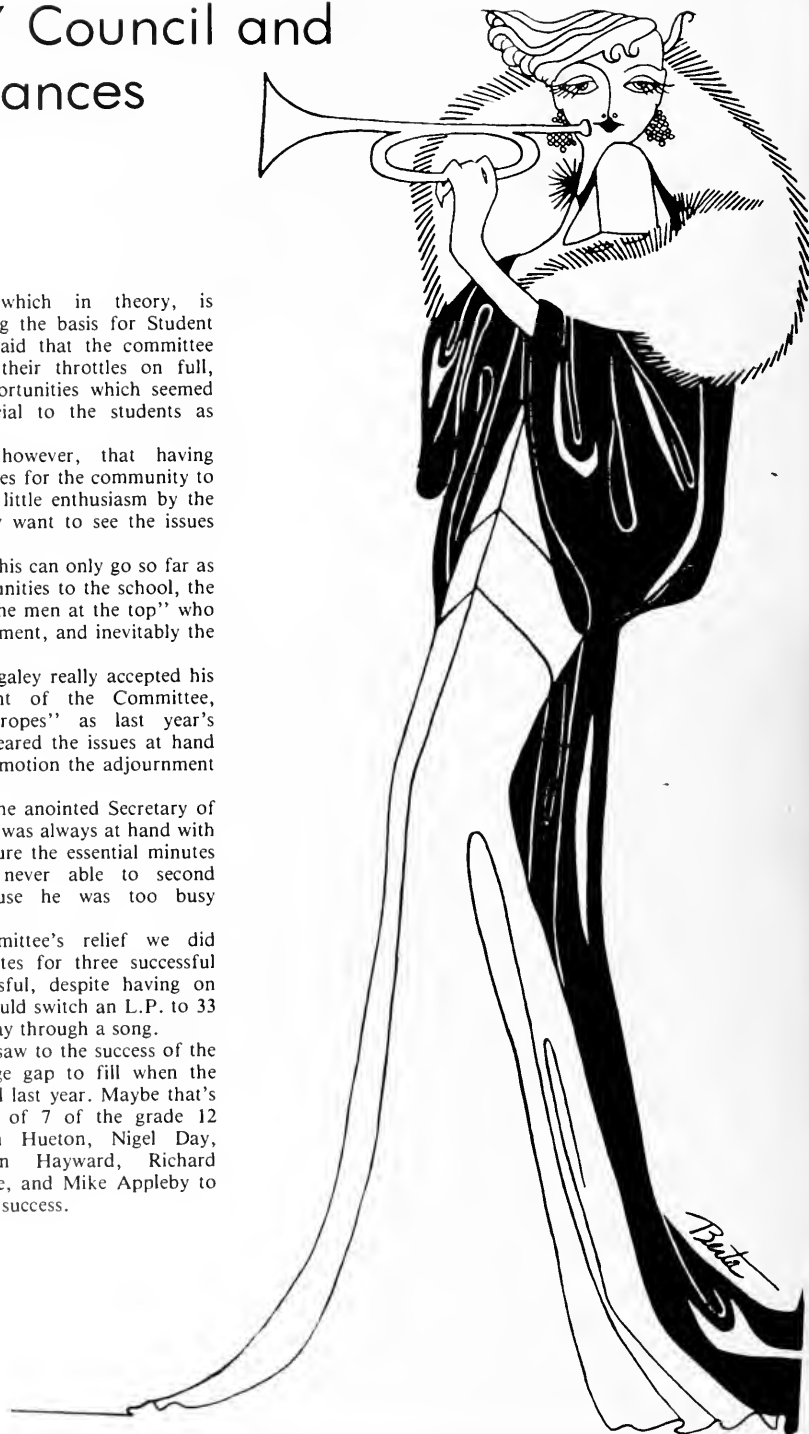 Council and
ances
which in theory, is
g the basis for Student
aid that the committee
their throttles on full,
ortunities which seemed
ial to the students as
however, that having
es for the community to
little enthusiasm by the
want to see the issues
his can only go so far as
unities to the school, the
ne men at the top" who
ment, and inevitably the
galey really accepted his
nt of the Committee,
ropes" as last year's
eared the issues at hand
motion the adjournment
ne anointed Secretary of
was always at hand with
ure the essential minutes
never able to second
use he was too busy
mittee's relief we did
tes for three successful
sful, despite having on
uld switch an L.P. to 33
ay through a song.
saw to the success of the
ge gap to fill when the
l last year. Maybe that's
of 7 of the grade 12
Hueton, Nigel Day,
n Hayward, Richard
e, and Mike Appleby to
success.